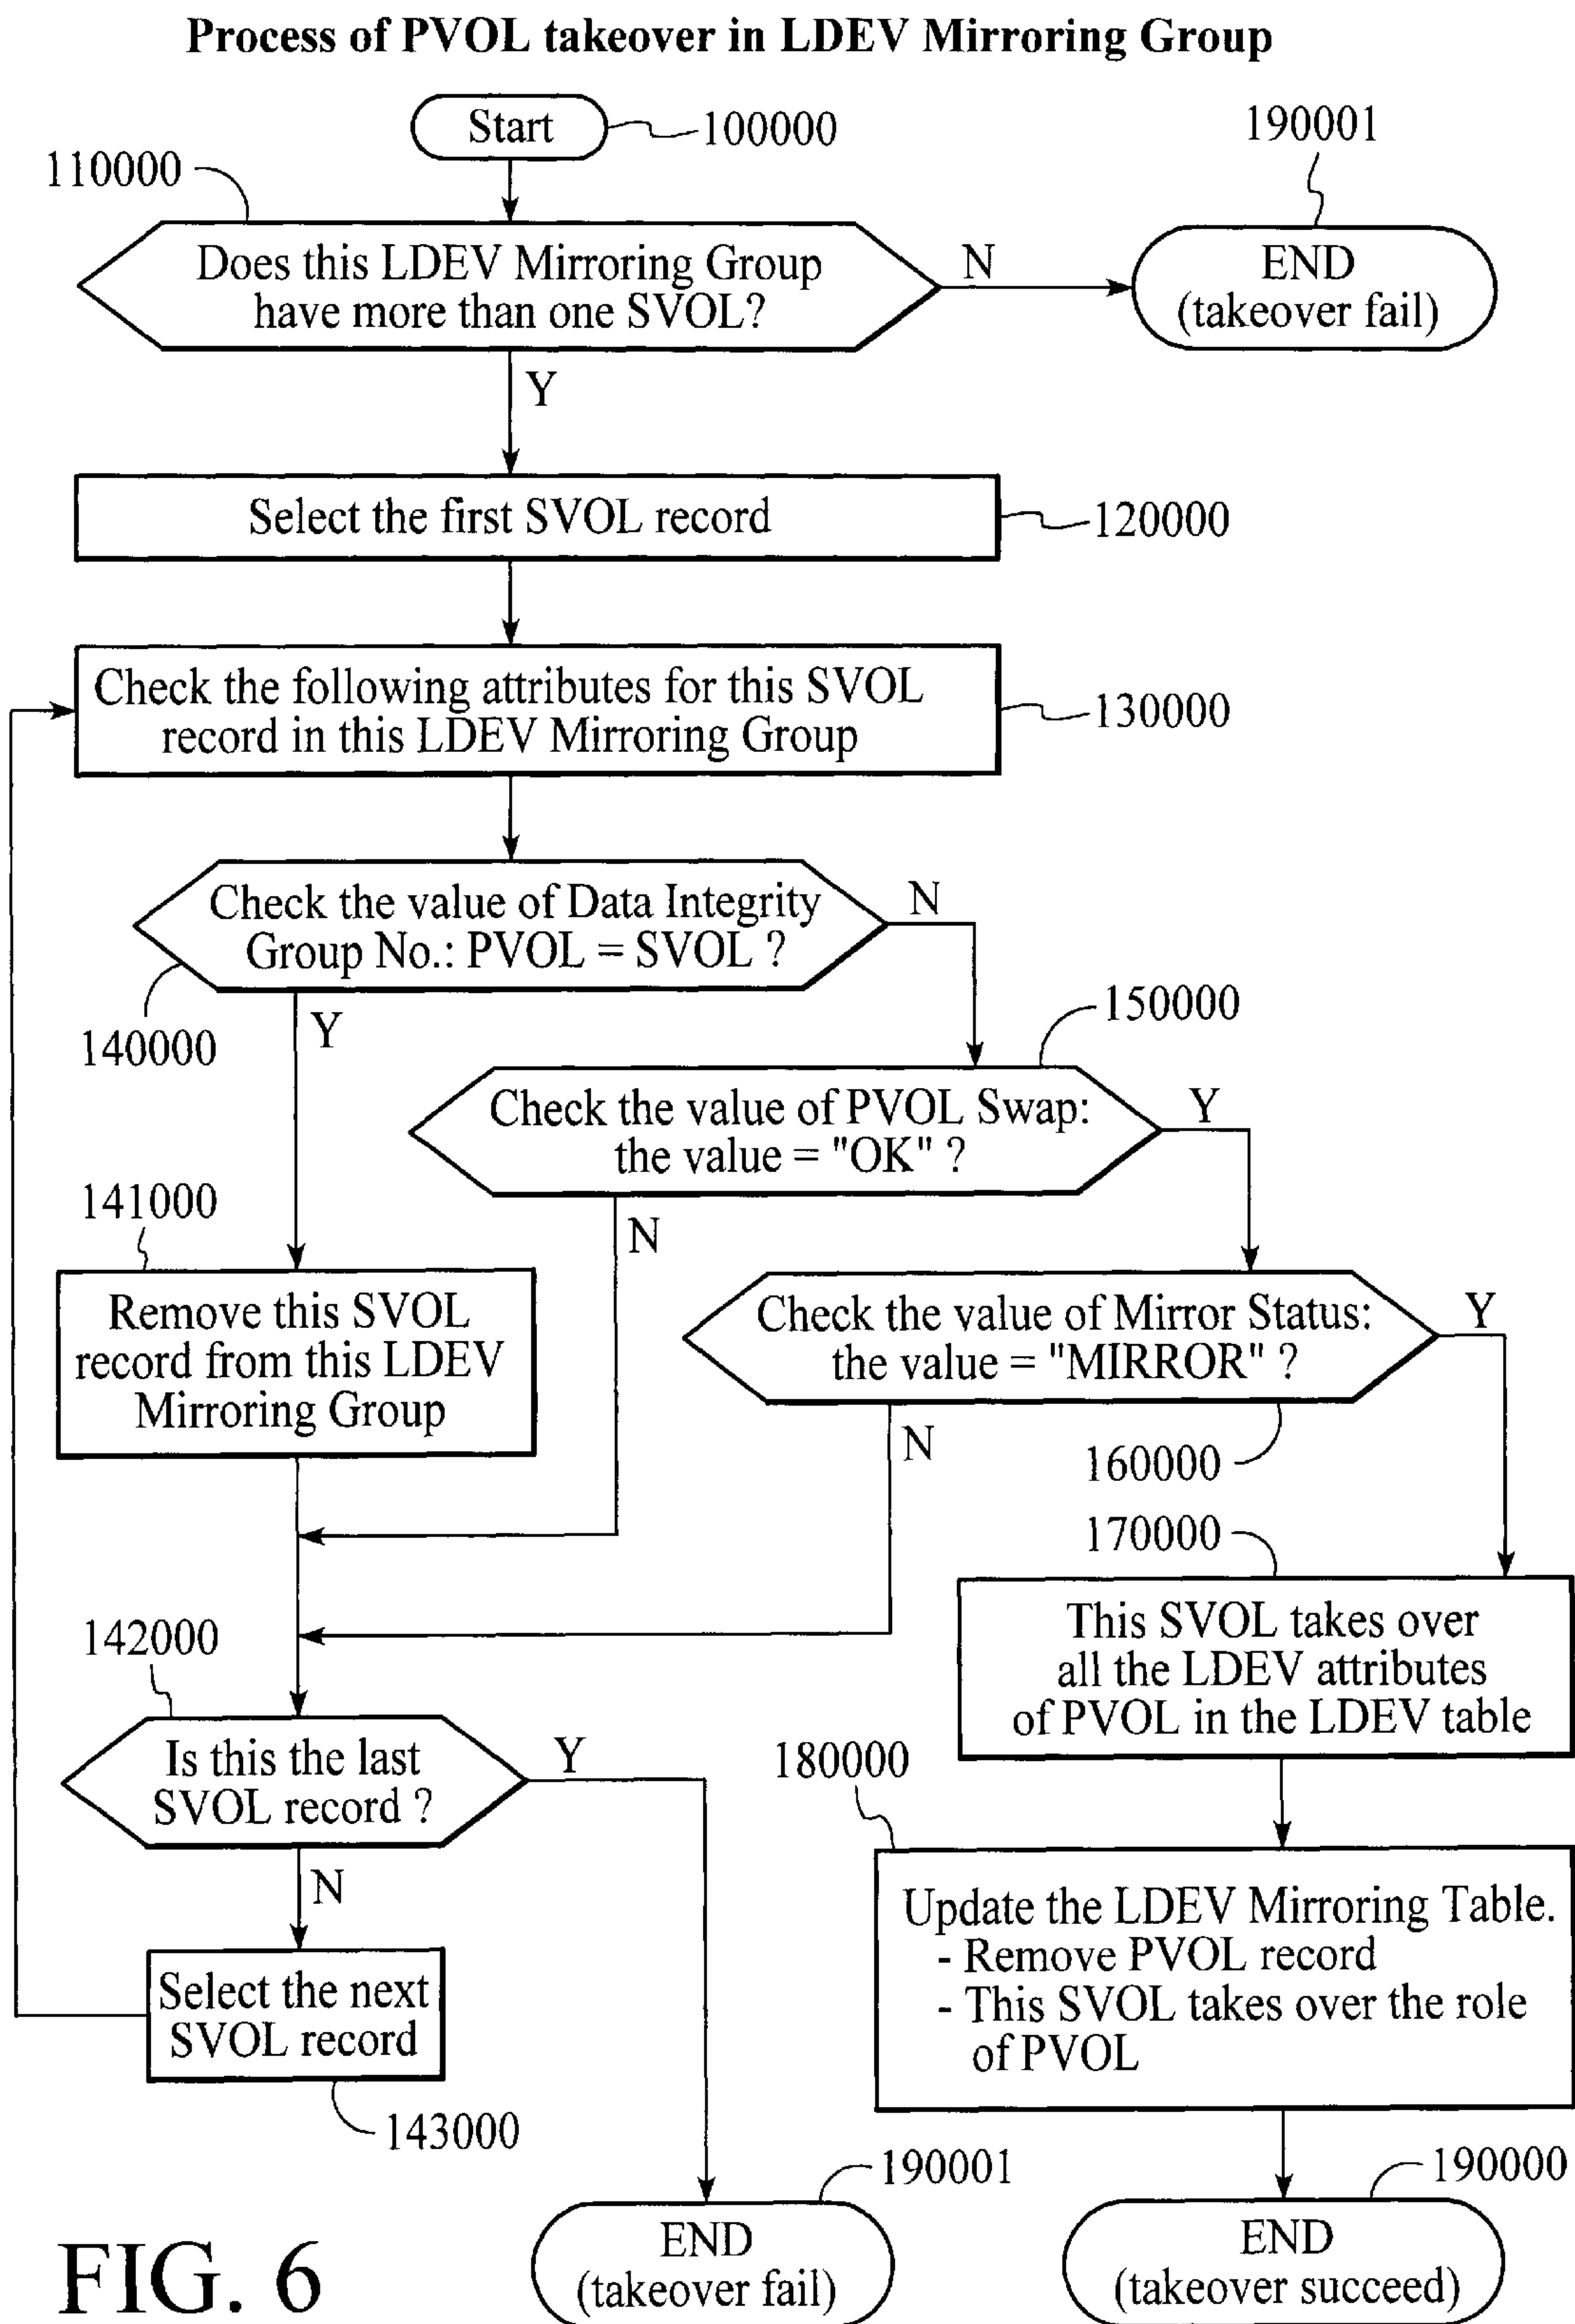 Process of PVOL takeover in LDEV Mirroring Group
Start
100000
190001
110000
Does this LDEV Mirroring Group
have more than one SVOL?
N
END
(takeover fail)
Y
Select the first SVOL record
120000
Check the following attributes for this SVOL
record in this LDEV Mirroring Group
130000
Check the value of Data Integrity
Group No.: PVOL = SVOL ?
N
140000
Y
150000
Check the value of PVOL Swap:
the value = "OK" ?
Y
N
141000
Remove this SVOL
record from this LDEV
Mirroring Group
Check the value of Mirror Status:
the value = "MIRROR" ?
Y
N
160000
170000
This SVOL takes over
all the LDEV attributes
of PVOL in the LDEV table
142000
Is this the last
SVOL record ?
Y
N
180000
Update the LDEV Mirroring Table.
- Remove PVOL record
- This SVOL takes over the role
of PVOL
Select the next
SVOL record
143000
190001
END
(takeover fail)
190000
END
(takeover succeed)
FIG. 6